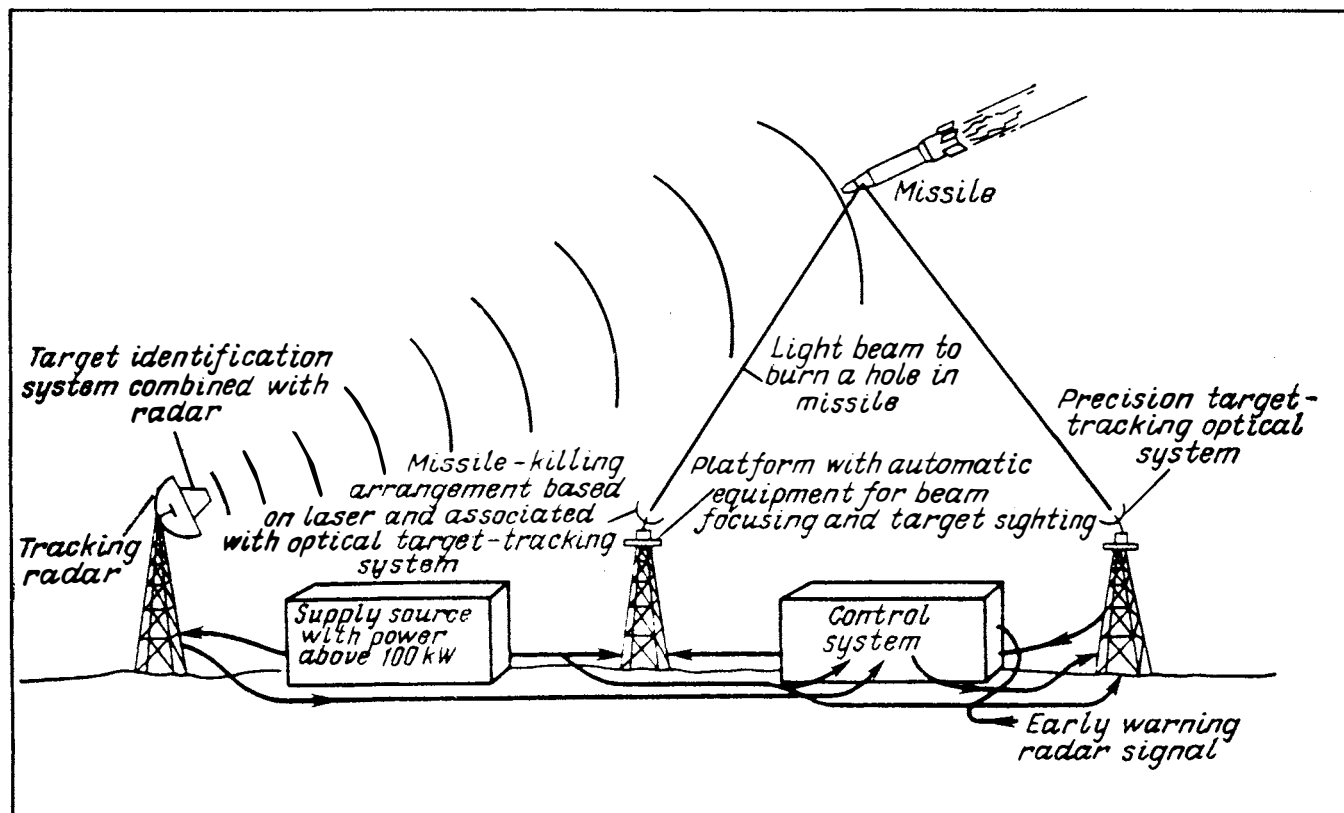 Missile
Light beam to
burn a hole in
missile
Target identification
system combined with
radar
Precision target-
tracking optical
system
Missile-killing
arrangement based
on laser and associated
with optical target-tracking
system
Platform with automatic
equipment for beam
focusing and target sighting
Tracking
radar
Supply source
with power
above 100 kW
Control
system
Early warning
radar signal